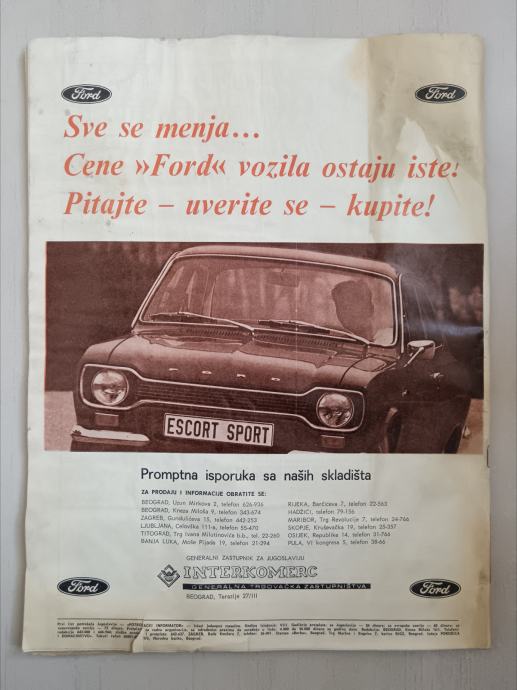 Ford
Ford
Sve se menja...
Cene »Ford« vozila ostaju iste!
Pitajte – uverite se – kupite!
FORD
ESCORT SPORT
Promptna isporuka sa naših skladišta
ZA PRODAJU I INFORMACIJE OBRATITE SE:
BEOGRAD, Uzun Mirkova 2, telefon 626-936
BEOGRAD, Kneza Miloša 9, telefon 343-674
ZAGREB, Gundulićeva 15, telefon 442-253
LJUBLJANA, Celovška 111-a, telefon 55-470
TITOGRAD, Trg Ivana Milutinovića b.b., tel. 22-260
BANJA LUKA, Moše Pijade 19, telefon 21-294
RIJEKA, Barčićeva 7, telefon 22-563
HADŽIĆI, telefon 79-156
MARIBOR, Trg Revolucije 7, telefon 24-766
SKOPJE, Kruševačka 19, telefon 25-357
OSIJEK, Republike 14, telefon 31-766
PULA, VI kongresa 5, telefon 38-66
GENERALNI ZASTUPNIK ZA JUGOSLAVIJU
INTERKOMERC
GENERALNA TRGOVAČKA ZASTUPNIŠTVA
BEOGRAD, Terazije 27/III
Ford
Ford